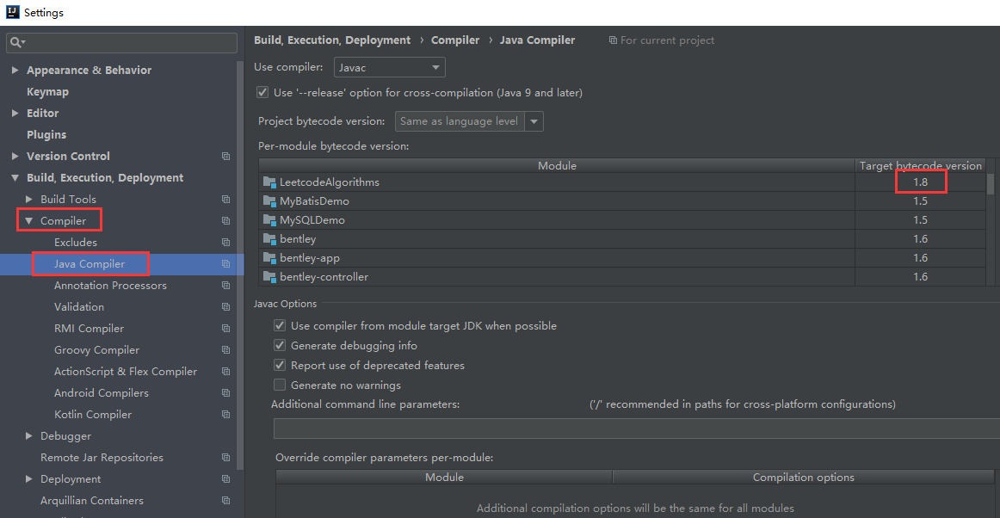 Settings
Appearance & Behavior
Keymap
Editor
Plugins
Version Control
Build, Execution, Deployment
Build Tools
Compiler
Excludes
Java Compiler
Annotation Processors
Validation
RMI Compiler
Groovy Compiler
ActionScript & Flex Compiler
Android Compilers
Kotlin Compiler
Debugger
Remote Jar Repositories
Deployment
Arquillian Containers
Build, Execution, Deployment › Compiler › Java Compiler For current project
Use compiler: Javac
Use '--release' option for cross-compilation (Java 9 and later)
Project bytecode version: Same as language level
Per-module bytecode version:
Module Target bytecode version
LeetcodeAlgorithms 1.8
MyBatisDemo 1.5
MySQLDemo 1.5
bentley 1.6
bentley-app 1.6
bentley-controller 1.6
Javac Options
Use compiler from module target JDK when possible
Generate debugging info
Report use of deprecated features
Generate no warnings
Additional command line parameters: ('/' recommended in paths for cross-platform configurations)
Override compiler parameters per-module:
Module Compilation options
Additional compilation options will be the same for all modules